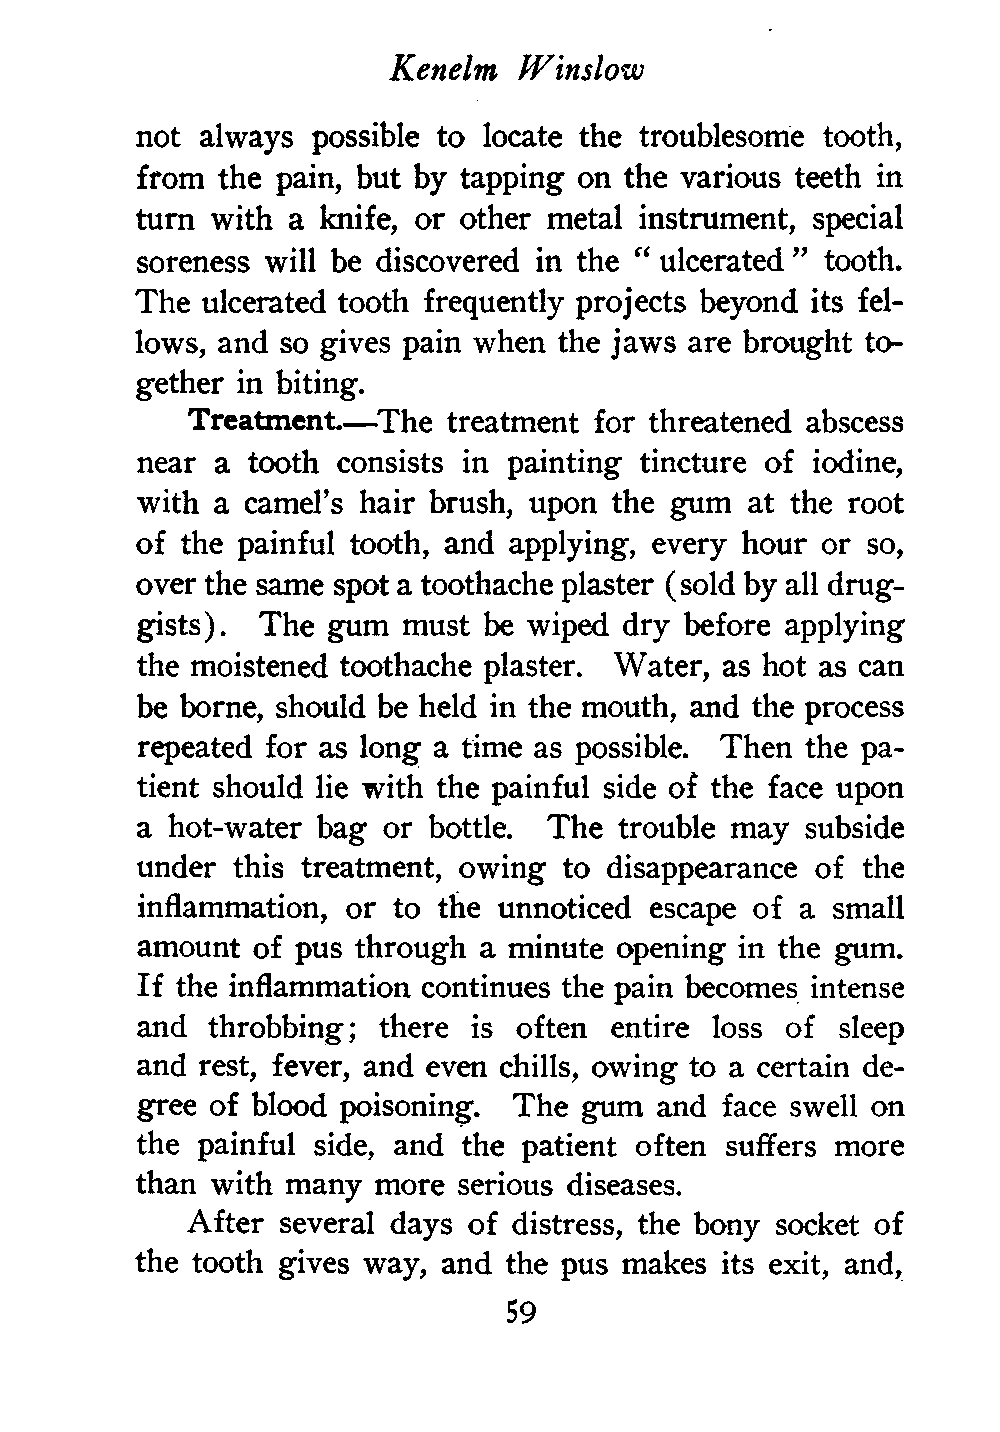 Kenelm Winslow
not always possible to locate the troublesome tooth,
from the pain, but by tapping on the various teeth in
turn with a knife, or other metal instrument, special
soreness will be discovered in the “ ulcerated ” tooth.
The ulcerated tooth frequently projects beyond its fel-
lows, and so gives pain when the jaws are brought to-
gether in biting.
Treatment.—The treatment for threatened abscess
near a tooth consists in painting tincture of iodine,
with a camel’s hair brush, upon the gum at the root
of the painful tooth, and applying, every hour or so,
over the same spot a toothache plaster (sold by all drug-
gists). The gum must be wiped dry before applying
the moistened toothache plaster. Water, as hot as can
be borne, should be held in the mouth, and the process
repeated for as long a time as possible. Then the pa-
tient should lie with the painful side of the face upon
a hot-water bag or bottle. The trouble may subside
under this treatment, owing to disappearance of the
inflammation, or to the unnoticed escape of a small
amount of pus through a minute opening in the gum.
If the inflammation continues the pain becomes intense
and throbbing; there is often entire loss of sleep
and rest, fever, and even chills, owing to a certain de-
gree of blood poisoning. The gum and face swell on
the painful side, and the patient often suffers more
than with many more serious diseases.
After several days of distress, the bony socket of
the tooth gives way, and the pus makes its exit, and,
59